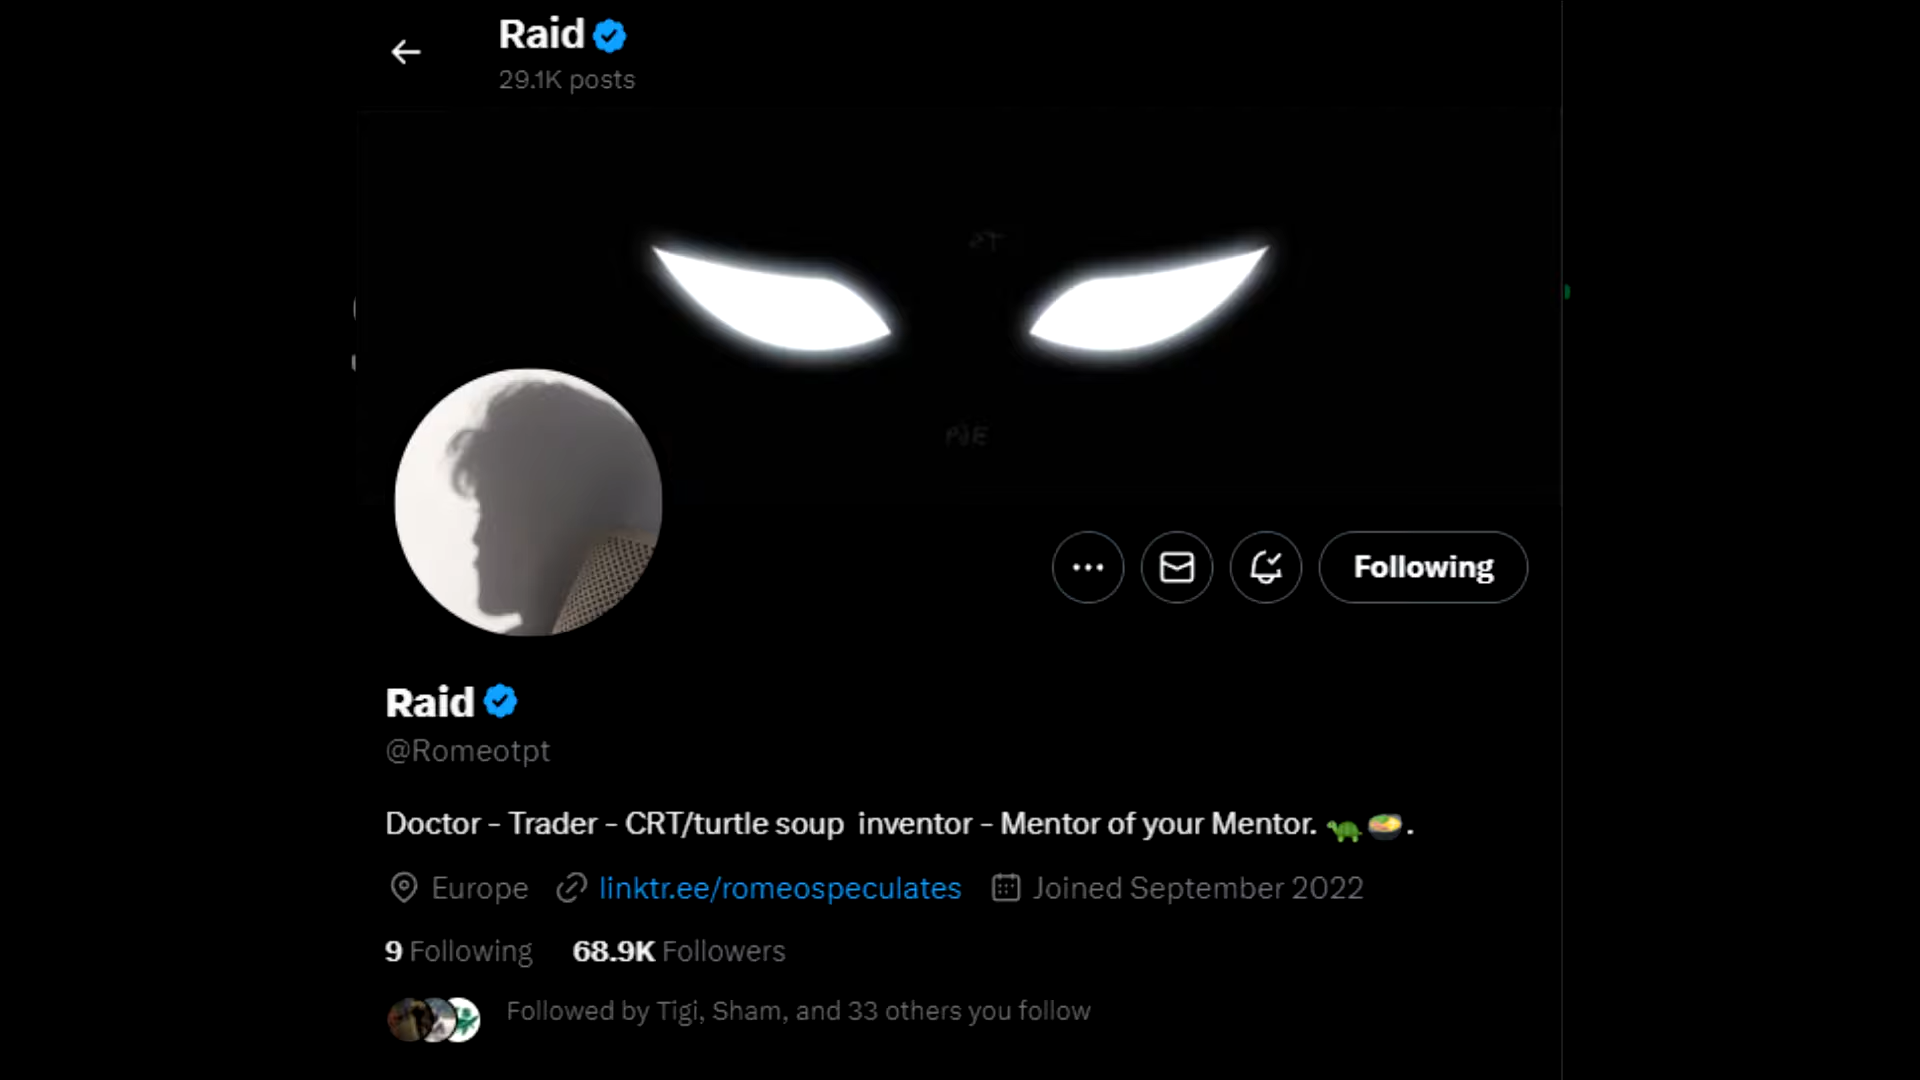 Raid
29.1K posts
PJE
Following
Raid
@Romeotpt
Doctor - Trader - CRT/turtle soup inventor - Mentor of your Mentor. 🐢🍜.
Europe linktr.ee/romeospeculates Joined September 2022
9 Following 68.9K Followers
Followed by Tigi, Sham, and 33 others you follow